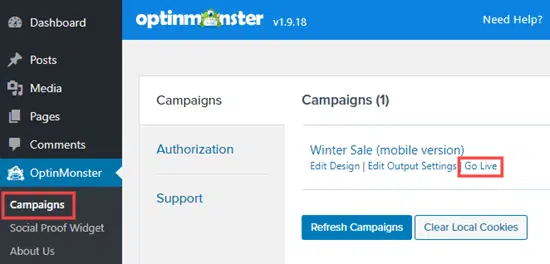 Dashboard
Posts
Media
Pages
Comments
OptinMonster
Campaigns
Social Proof Widget
About Us
optinmonster v1.9.18
Need Help?
Campaigns
Authorization
Support
Campaigns (1)
Winter Sale (mobile version)
Edit Design | Edit Output Settings | Go Live
Refresh Campaigns
Clear Local Cookies